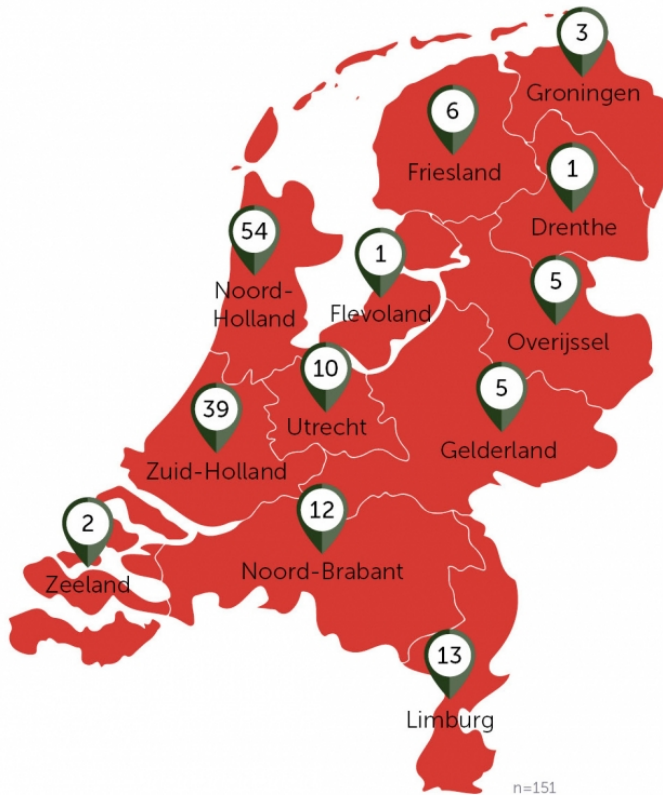 3
Groningen
6
Friesland
1
Drenthe
54
Noord-
Holland
1
Flevoland
5
Overijssel
10
Utrecht
5
Gelderland
39
Zuid-Holland
12
Noord-Brabant
2
Zeeland
13
Limburg
n=151